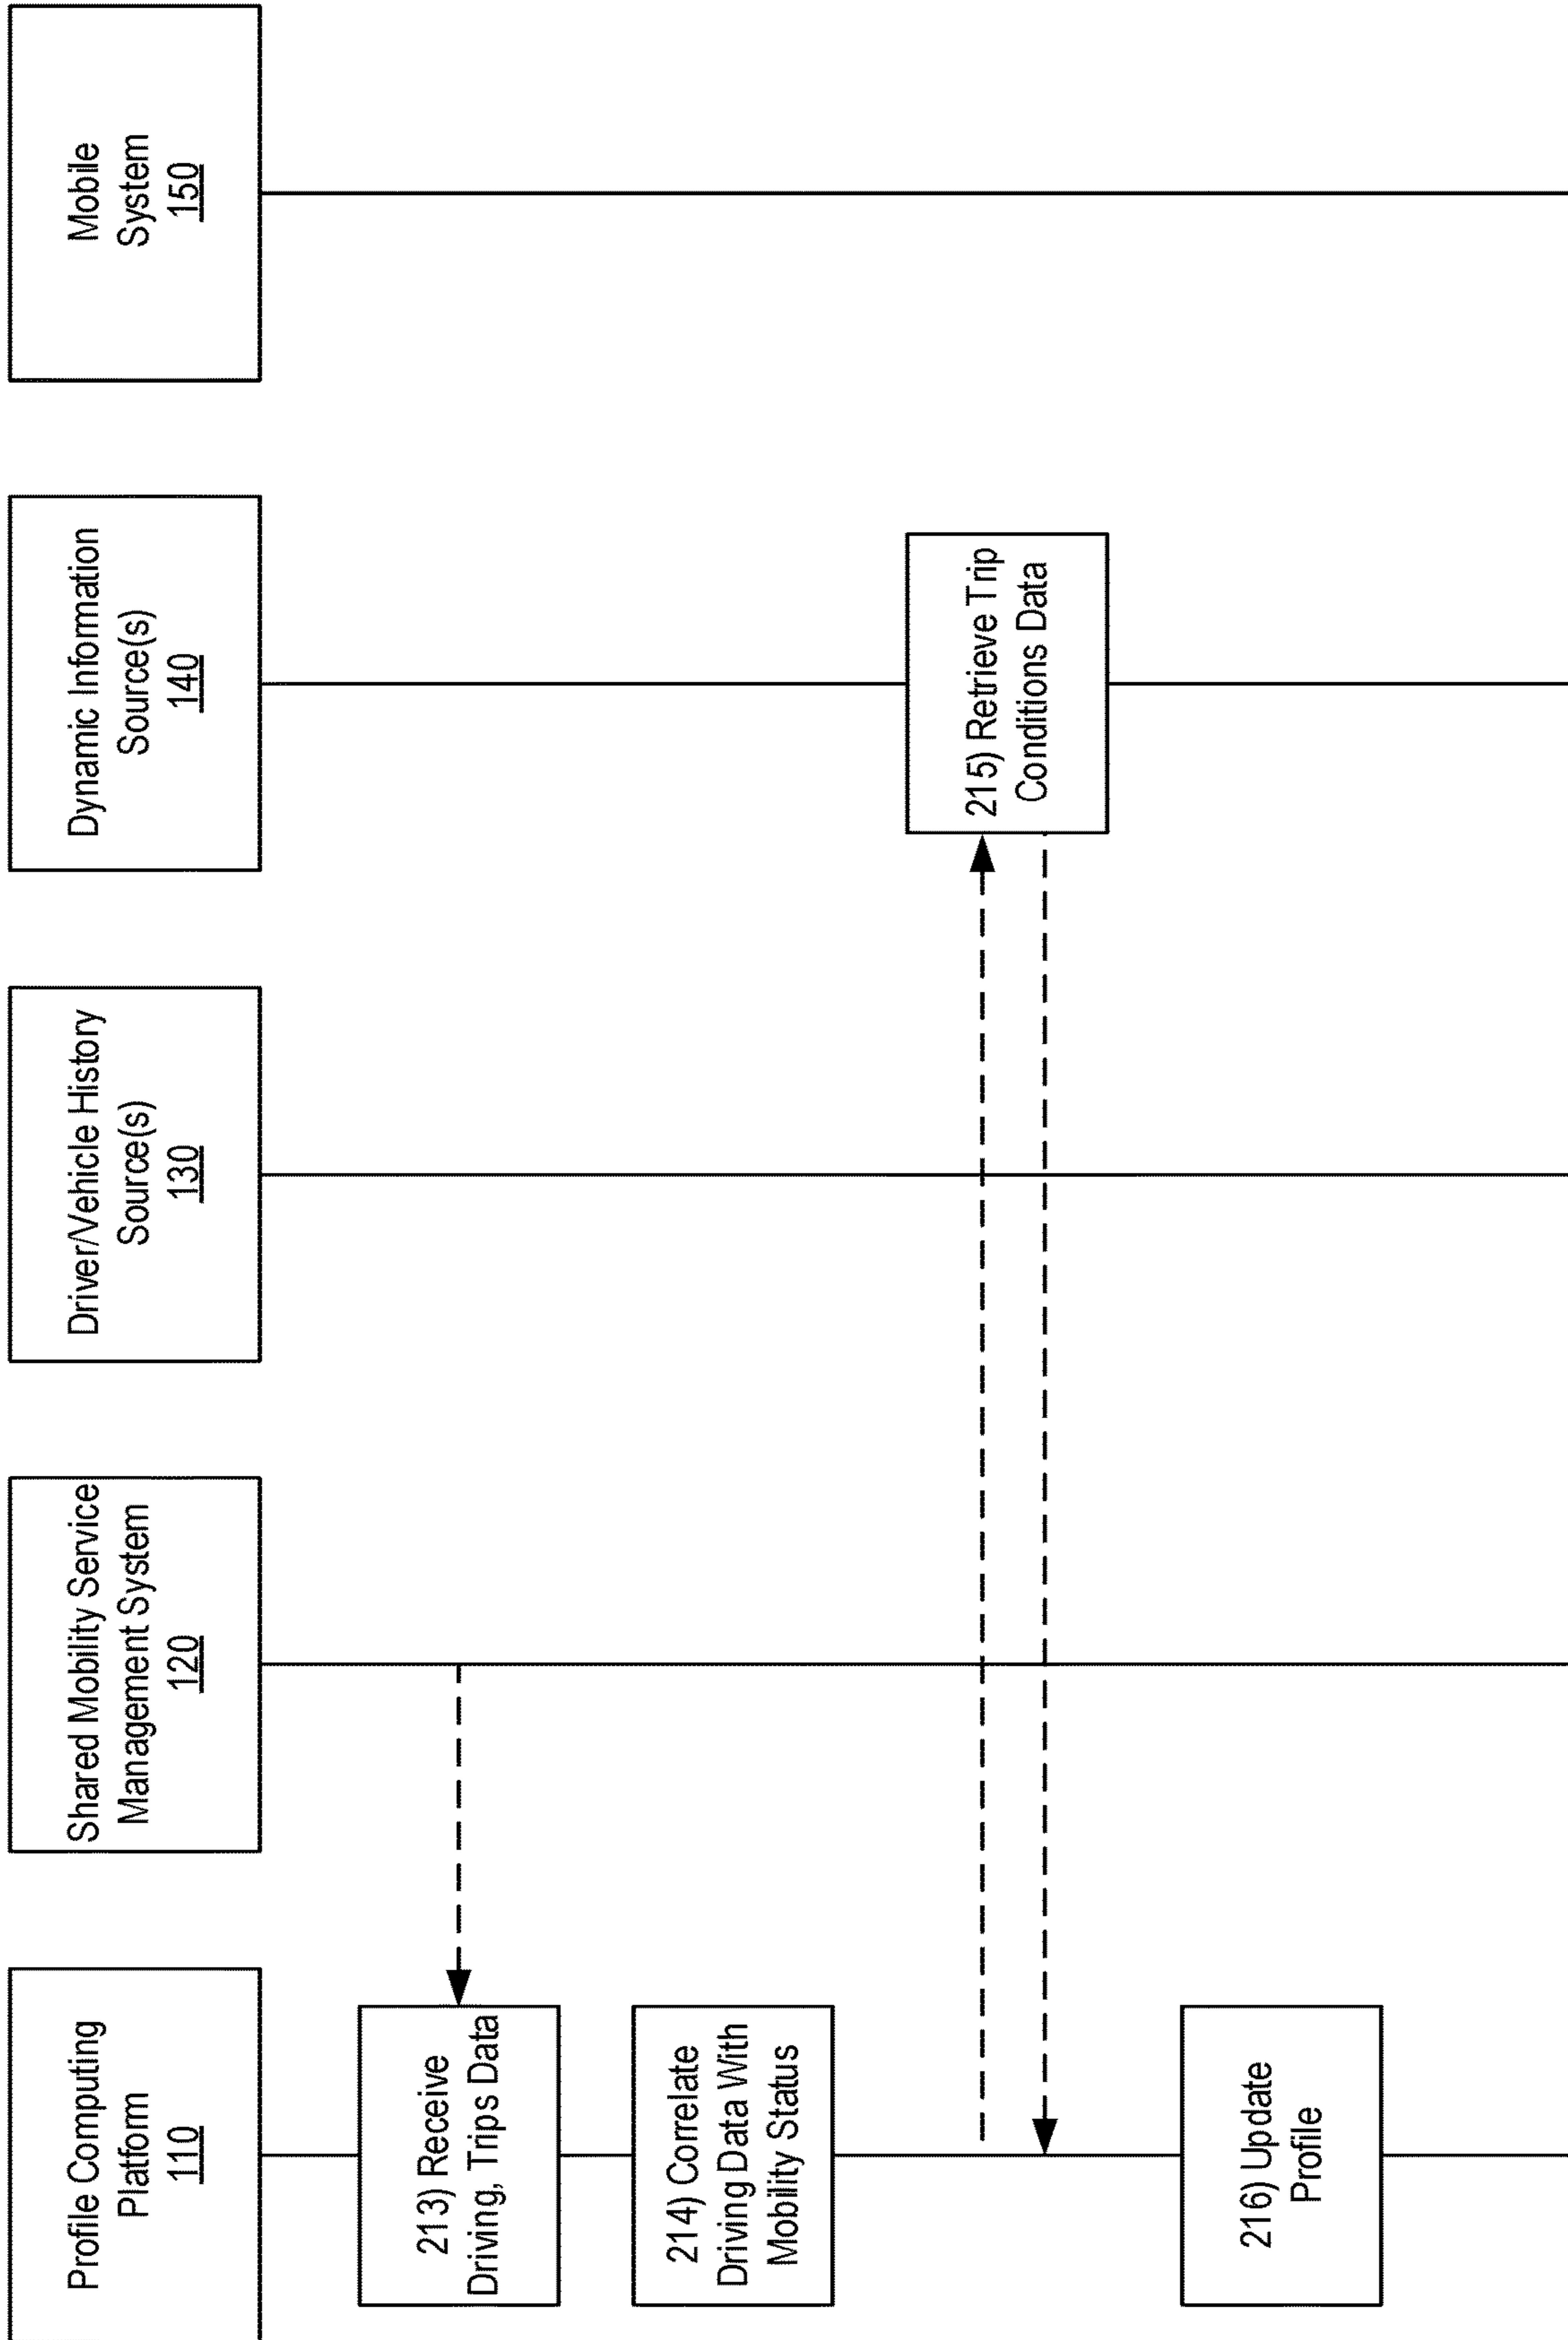 Profile Computing
Platform
110
Shared Mobility Service
Management System
120
Driver/Vehicle History
Source(s)
130
Dynamic Information
Source(s)
140
Mobile
System
150
213) Receive
Driving, Trips Data
214) Correlate
Driving Data With
Mobility Status
215) Retrieve Trip
Conditions Data
216) Update
Profile